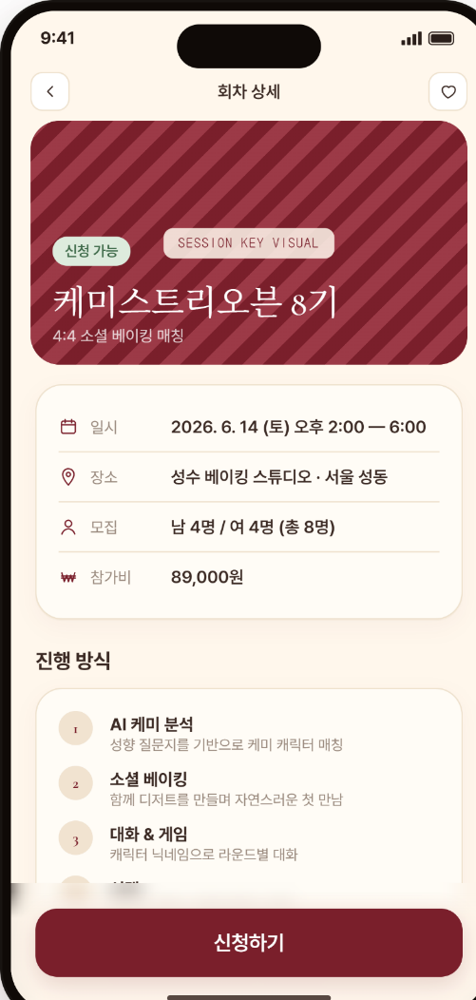 9:41
회차 상세
신청 가능
SESSION KEY VISUAL
케미스트리오븐 8기
4:4 소셜 베이킹 매칭
일시 2026. 6. 14 (토) 오후 2:00 — 6:00
장소 성수 베이킹 스튜디오 · 서울 성동
모집 남 4명 / 여 4명 (총 8명)
참가비 89,000원
진행 방식
1 AI 케미 분석
성향 질문지를 기반으로 케미 캐릭터 매칭
2 소셜 베이킹
함께 디저트를 만들며 자연스러운 첫 만남
3 대화 & 게임
캐릭터 닉네임으로 라운드별 대화
신청하기